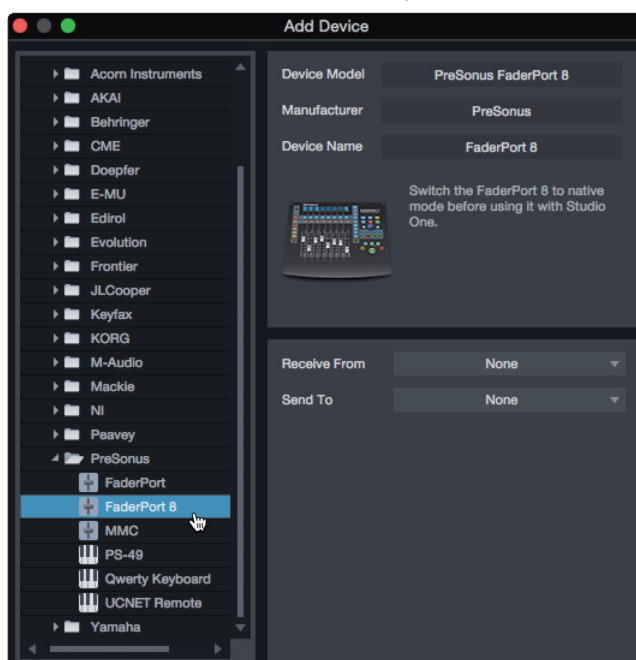 Add Device
Acorn Instruments
AKAI
Behringer
CME
Doepfer
E-MU
Edirol
Evolution
Frontier
JLCooper
Keyfax
KORG
M-Audio
Mackie
NI
Peavey
PreSonus
FaderPort
FaderPort 8
MMC
PS-49
Qwerty Keyboard
UCNET Remote
Yamaha
Device Model PreSonus FaderPort 8
Manufacturer PreSonus
Device Name FaderPort 8
Switch the FaderPort 8 to native
mode before using it with Studio
One.
Receive From None
Send To None